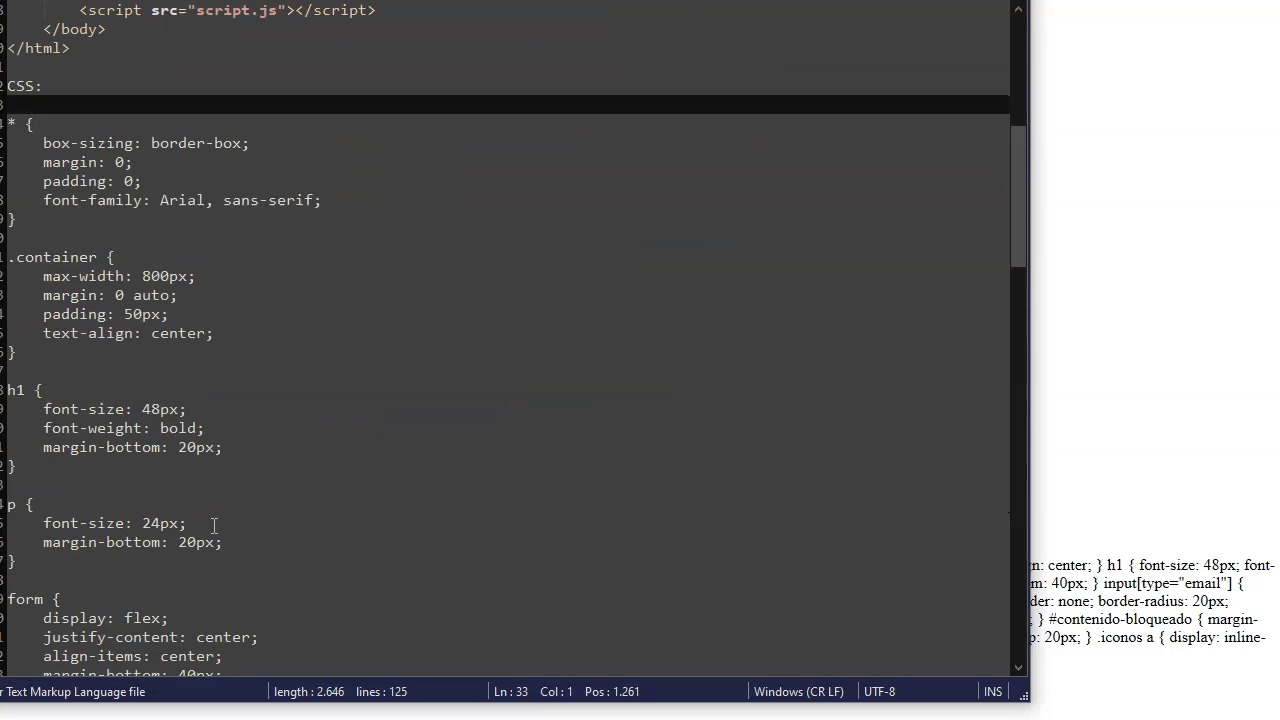 <script src="script.js"></script>
</body>
</html>
CSS:
* {
box-sizing: border-box;
margin: 0;
padding: 0;
font-family: Arial, sans-serif;
}
.container {
max-width: 800px;
margin: 0 auto;
padding: 50px;
text-align: center;
}
h1 {
font-size: 48px;
font-weight: bold;
margin-bottom: 20px;
}
p {
font-size: 24px;
margin-bottom: 20px;
}
form {
display: flex;
justify-content: center;
align-items: center;
margin-bottom: 40px;
r Text Markup Language file length : 2.646 lines : 125 Ln : 33 Col : 1 Pos : 1.261 Windows (CR LF) UTF-8 INS
n: center; } h1 { font-size: 48px; font-
m: 40px; } input[type="email"] {
der: none; border-radius: 20px;
; } #contenido-bloqueado { margin-
p: 20px; } .iconos a { display: inline-